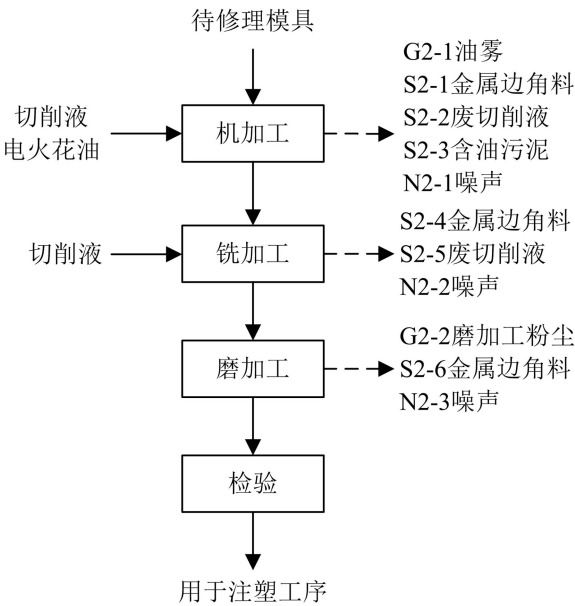 待修理模具
切削液
电火花油
机加工
G2-1油雾
S2-1金属边角料
S2-2废切削液
S2-3含油污泥
N2-1噪声
切削液
铣加工
S2-4金属边角料
S2-5废切削液
N2-2噪声
磨加工
G2-2磨加工粉尘
S2-6金属边角料
N2-3噪声
检验
用于注塑工序